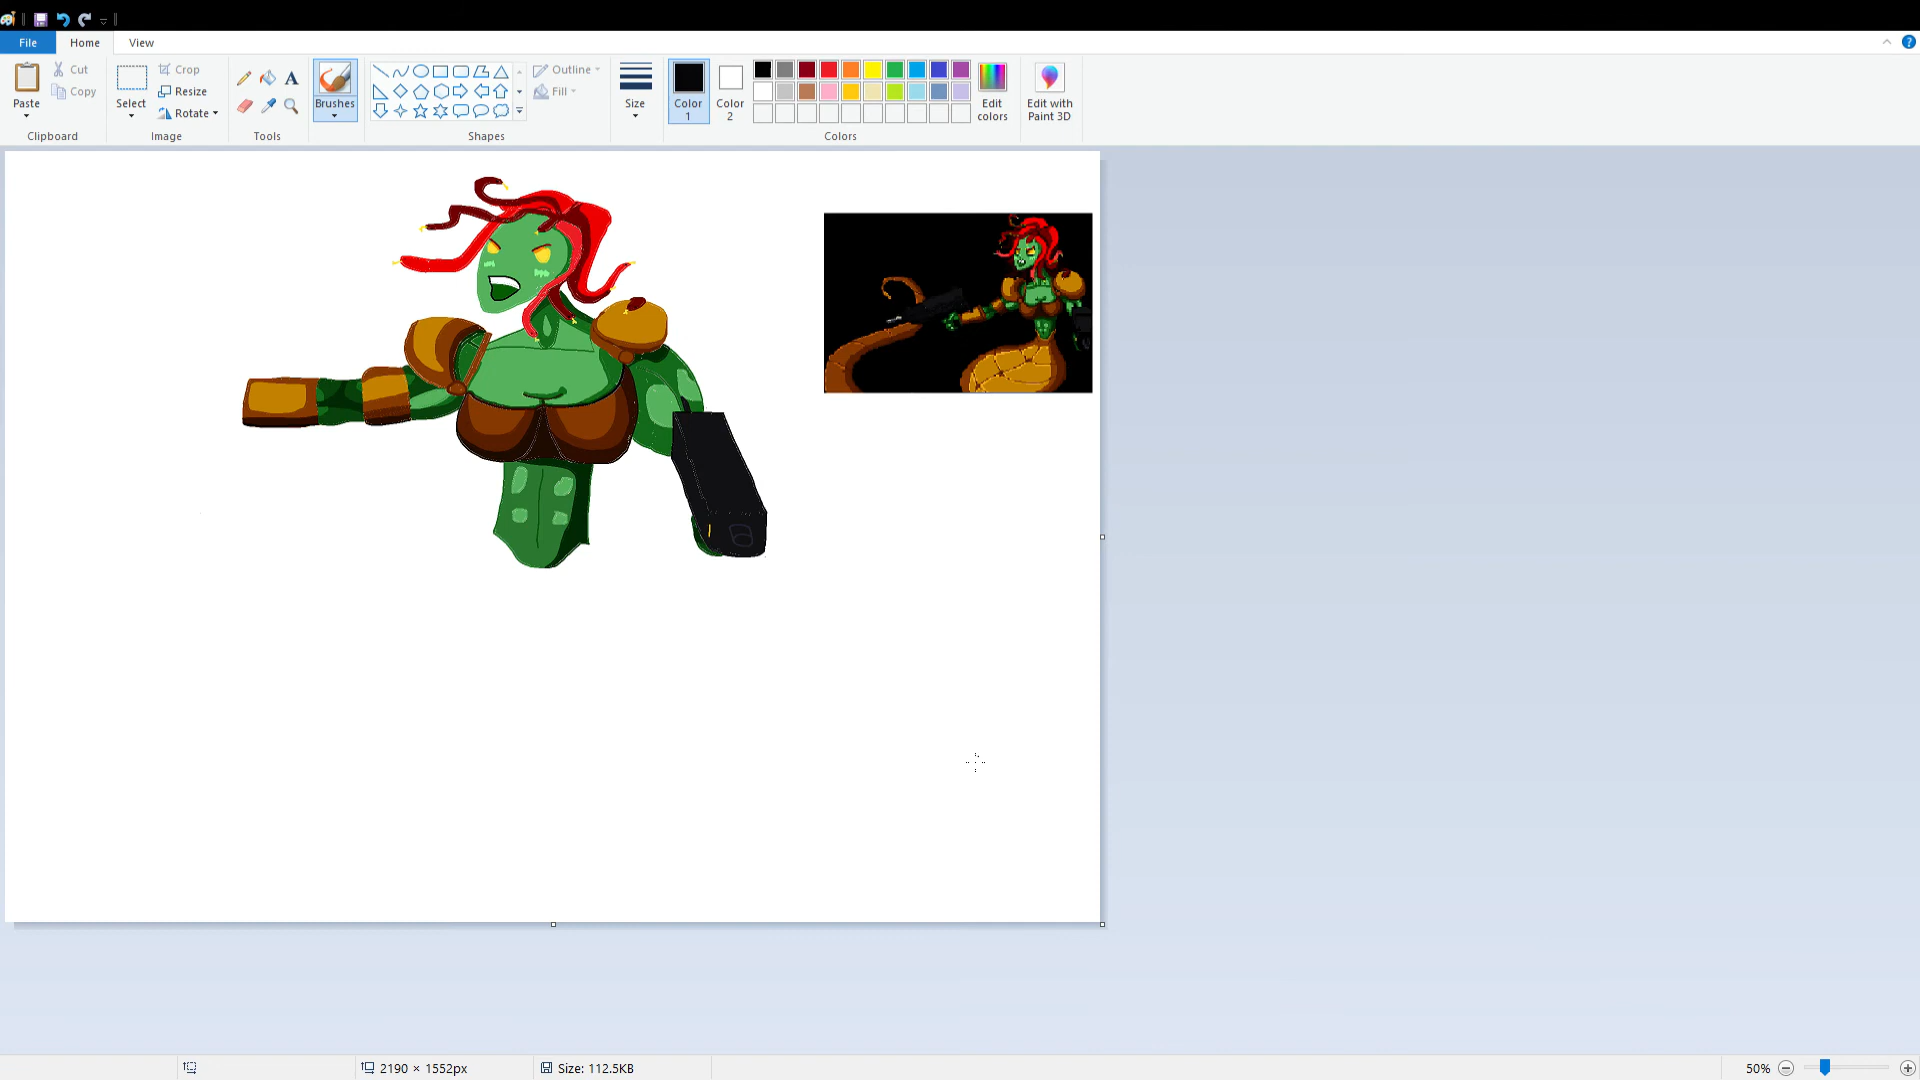 File Home View
Paste
Cut
Copy
Clipboard
Select
Crop
Resize
Rotate
Image
A
Tools
Brushes
Outline
Fill
Shapes
Size
Color
1
Color
2
Edit
colors
Colors
Edit with
Paint 3D
?
2190 × 1552px
Size: 112.5KB
50%